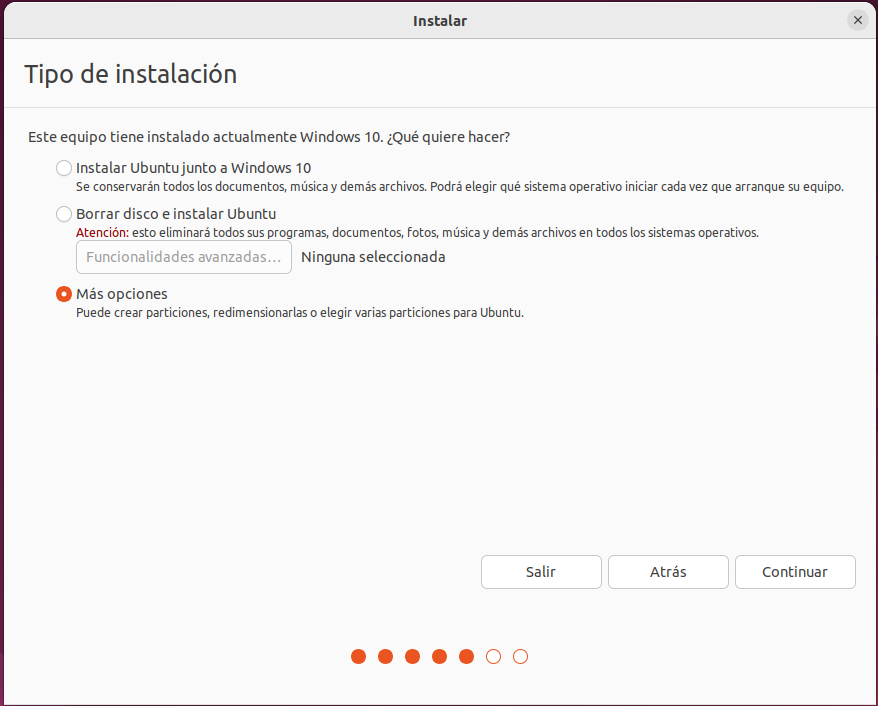 Instalar
Tipo de instalación
Este equipo tiene instalado actualmente Windows 10. ¿Qué quiere hacer?
Instalar Ubuntu junto a Windows 10
Se conservarán todos los documentos, música y demás archivos. Podrá elegir qué sistema operativo iniciar cada vez que arranque su equipo.
Borrar disco e instalar Ubuntu
Atención: esto eliminará todos sus programas, documentos, fotos, música y demás archivos en todos los sistemas operativos.
Funcionalidades avanzadas... Ninguna seleccionada
Más opciones
Puede crear particiones, redimensionarlas o elegir varias particiones para Ubuntu.
Salir Atrás Continuar